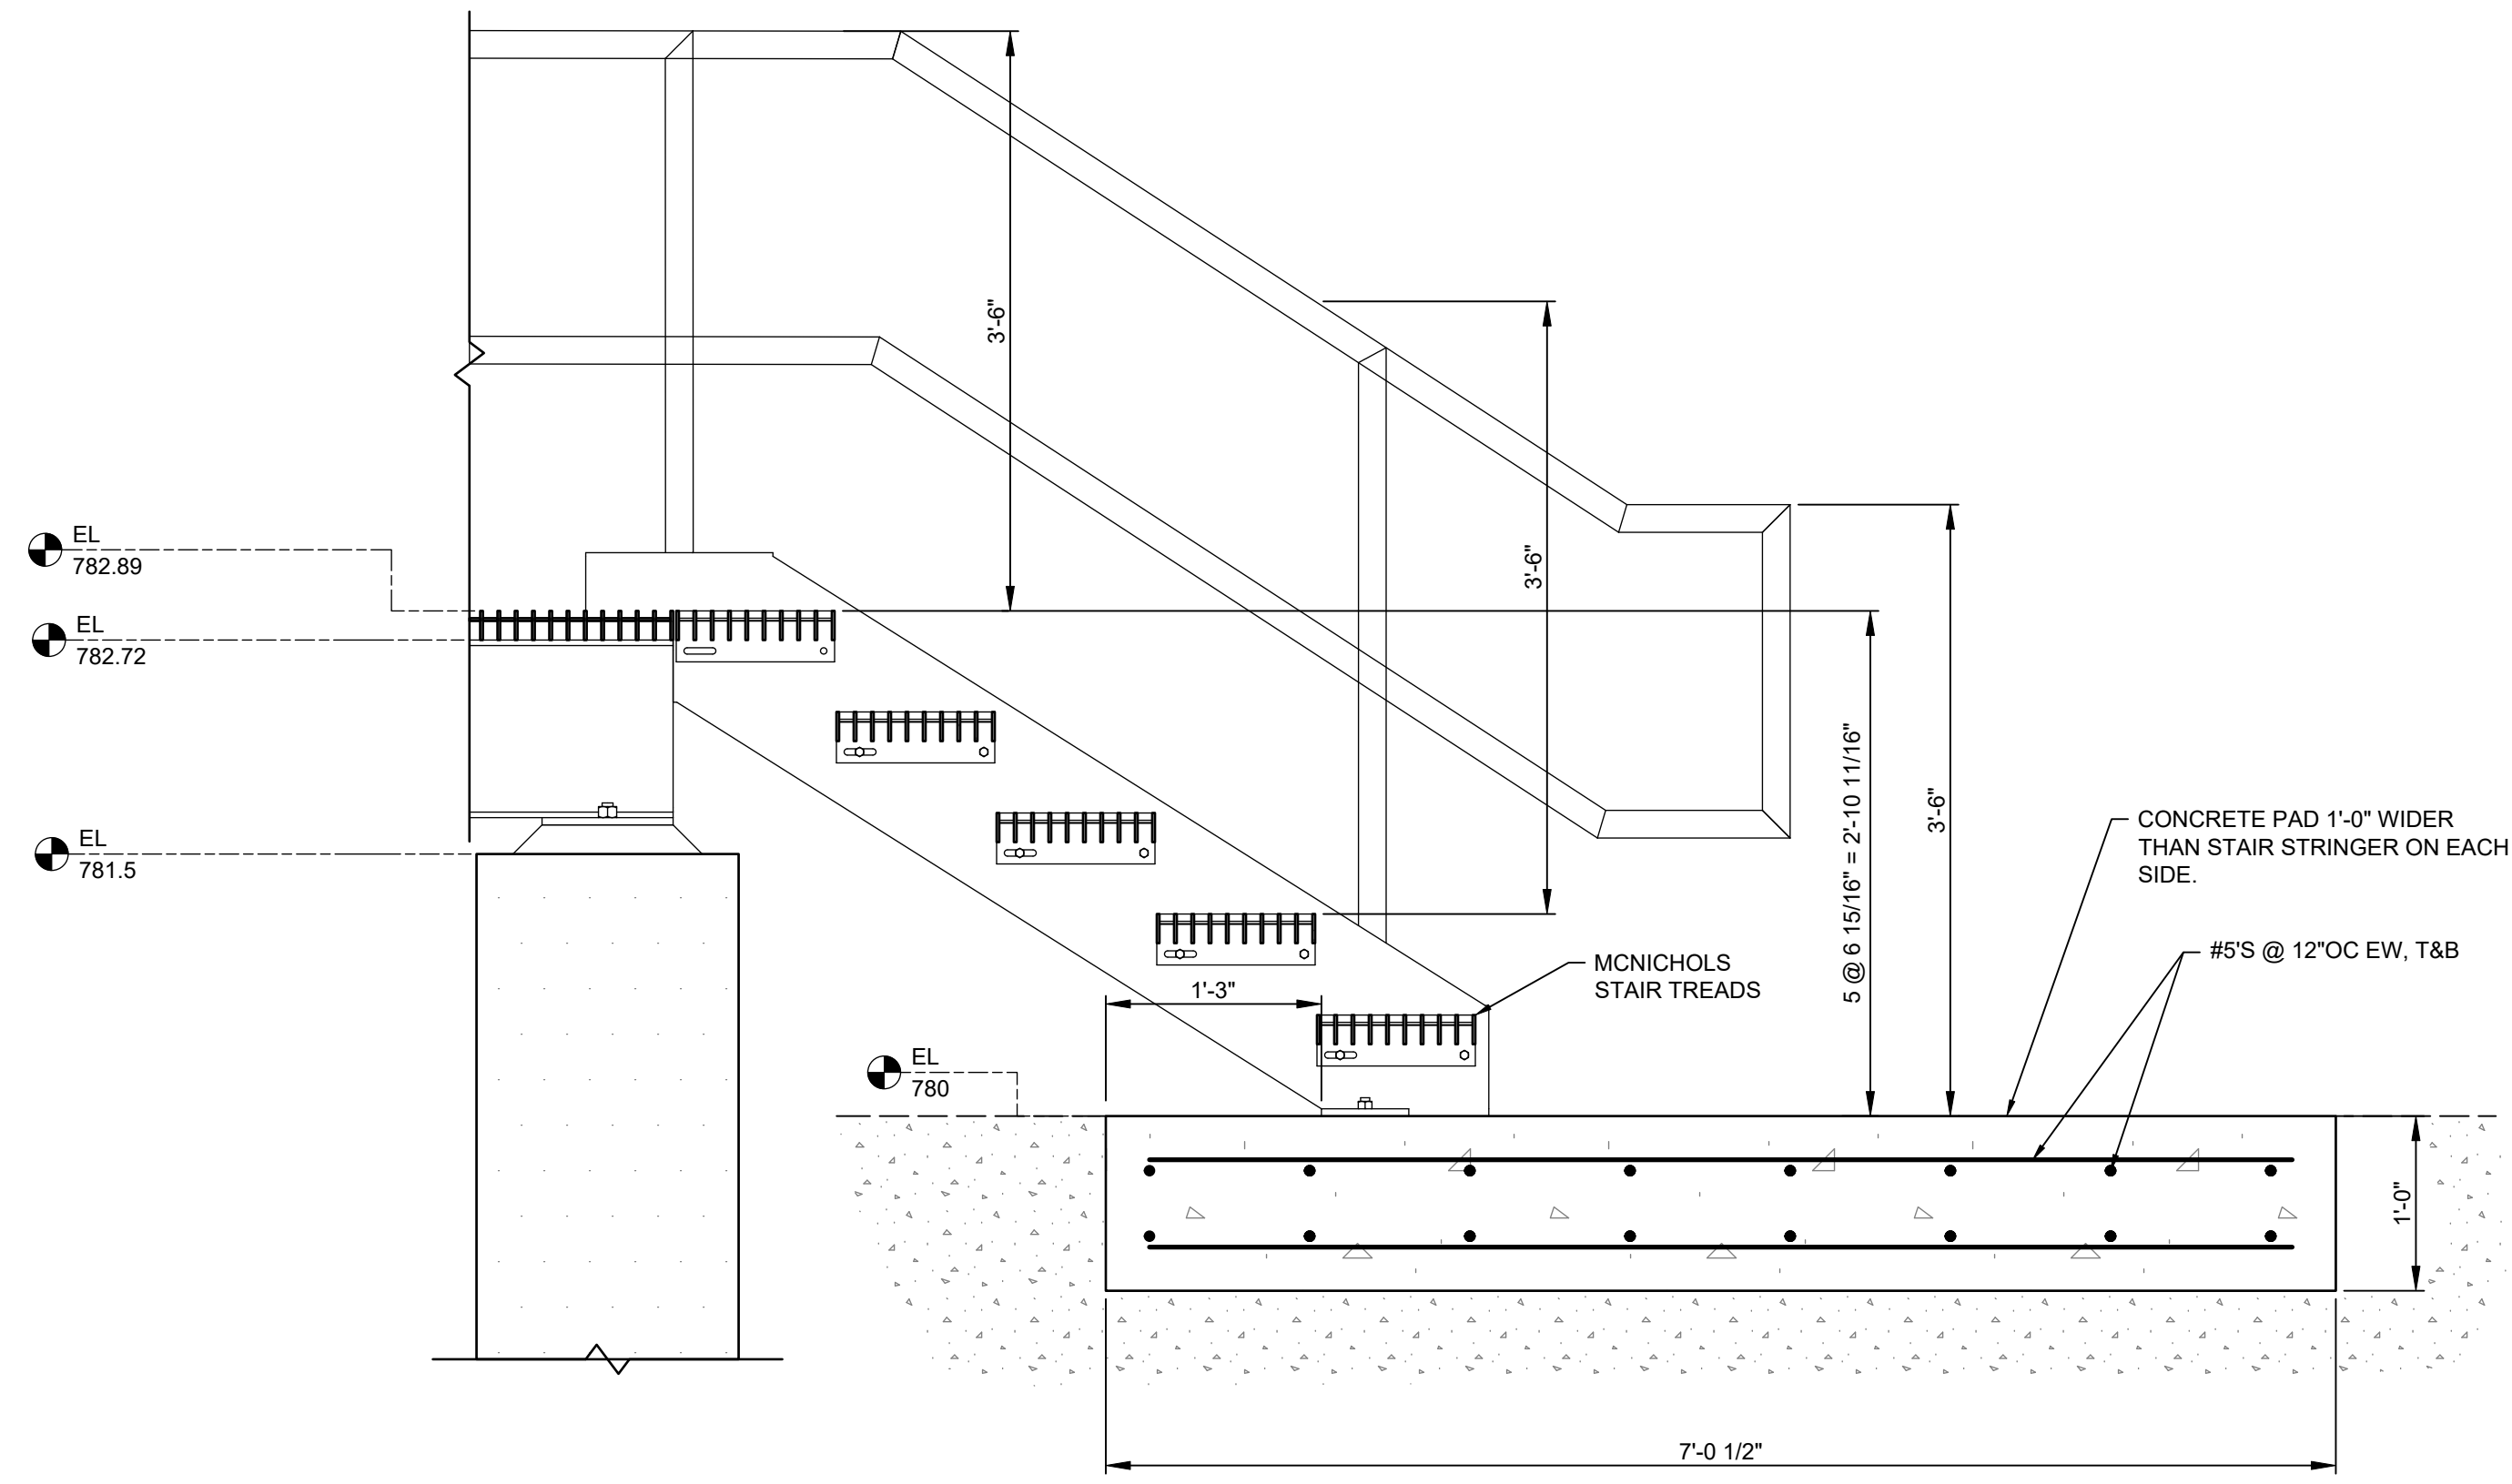 3'-6"
3'-6"
EL
782.89
EL
782.72
5 @ 6 15/16" = 2'-10 11/16"
3'-6"
EL
781.5
CONCRETE PAD 1'-0" WIDER
THAN STAIR STRINGER ON EACH
SIDE.
#5'S @ 12"OC EW, T&B
MCNICHOLS
STAIR TREADS
1'-3"
EL
780
1'-0"
7'-0 1/2"